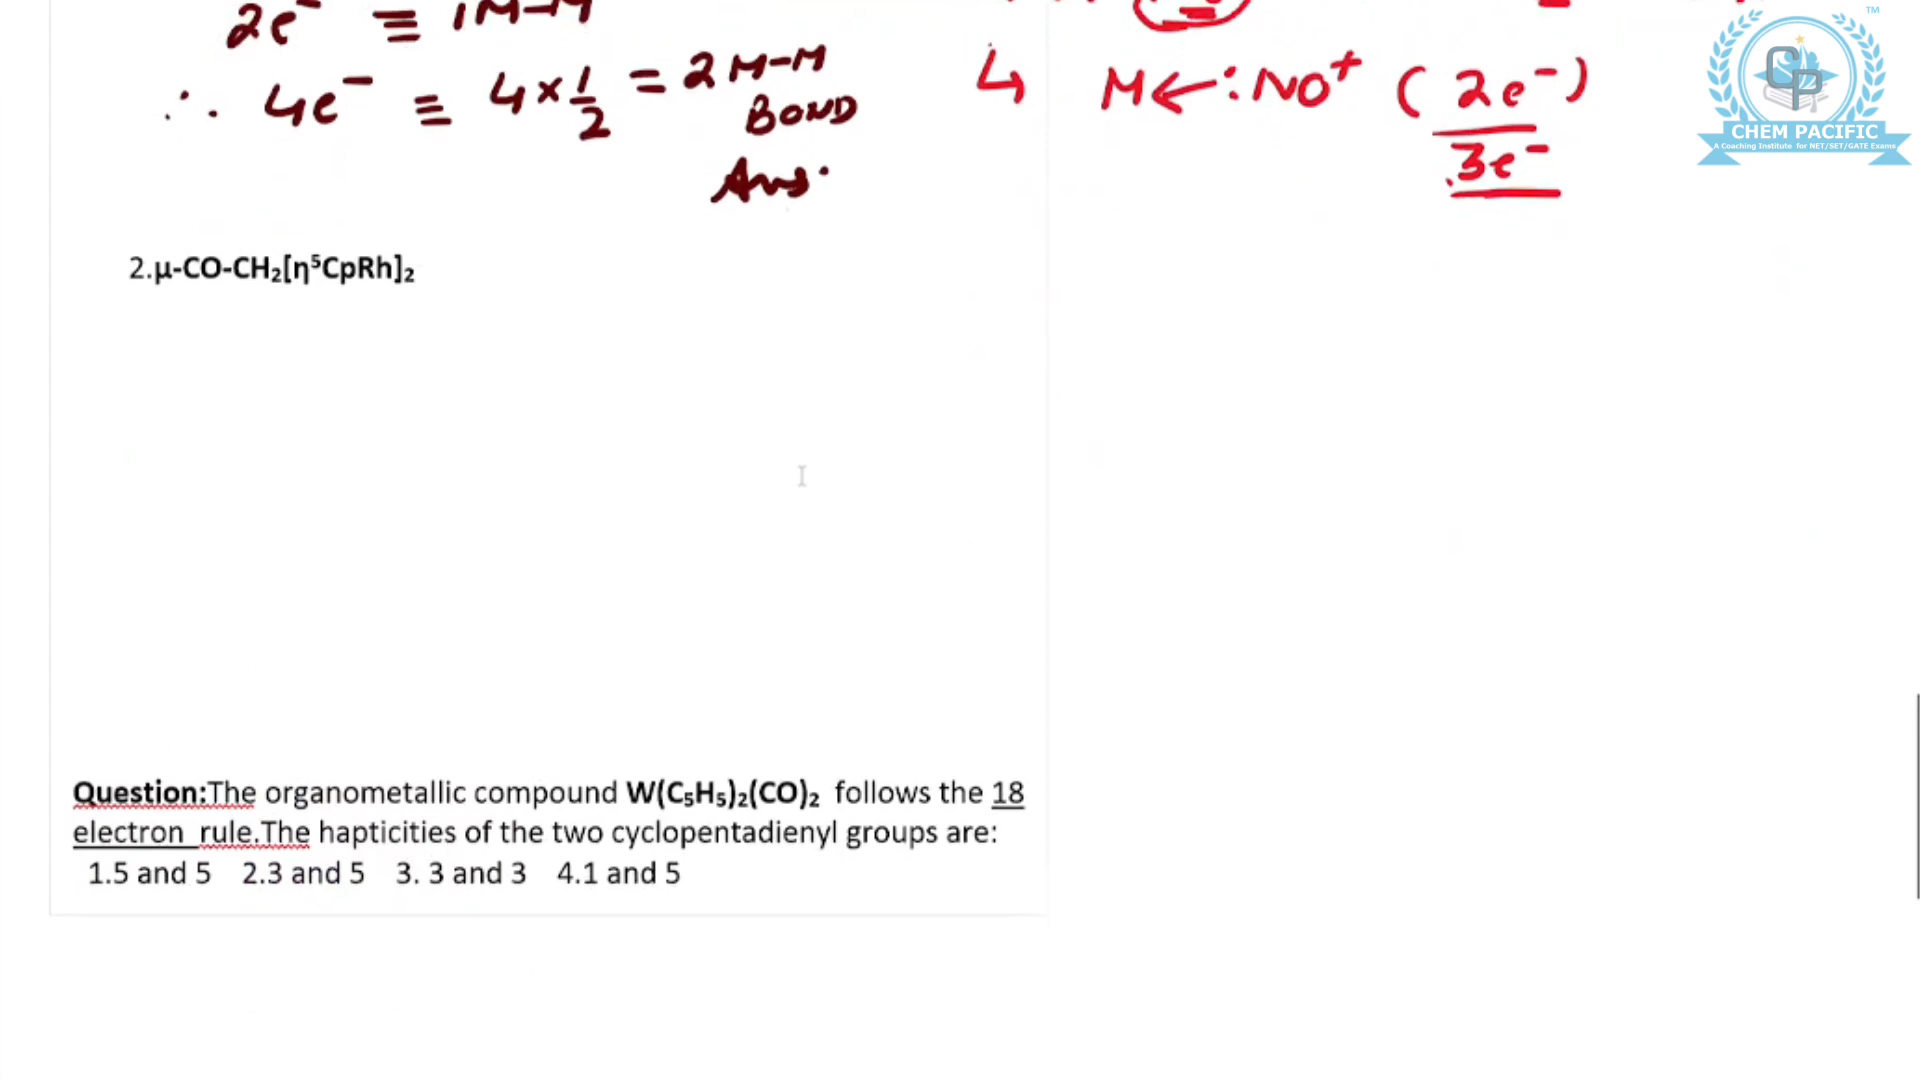 2e⁻ ≡ 1M-M
∴ 4e⁻ ≡ 4×1/2 = 2 M-M
BOND
Ans.
↳ M←:NO⁺ (2e⁻)
3e⁻
TM
CP
CHEM PACIFIC
A Coaching Institute for NET/SET/GATE Exams
2.µ-CO-CH₂[η⁵CpRh]₂
Question:The organometallic compound W(C₅H₅)₂(CO)₂ follows the 18
electron rule.The hapticities of the two cyclopentadienyl groups are:
1.5 and 5 2.3 and 5 3. 3 and 3 4.1 and 5